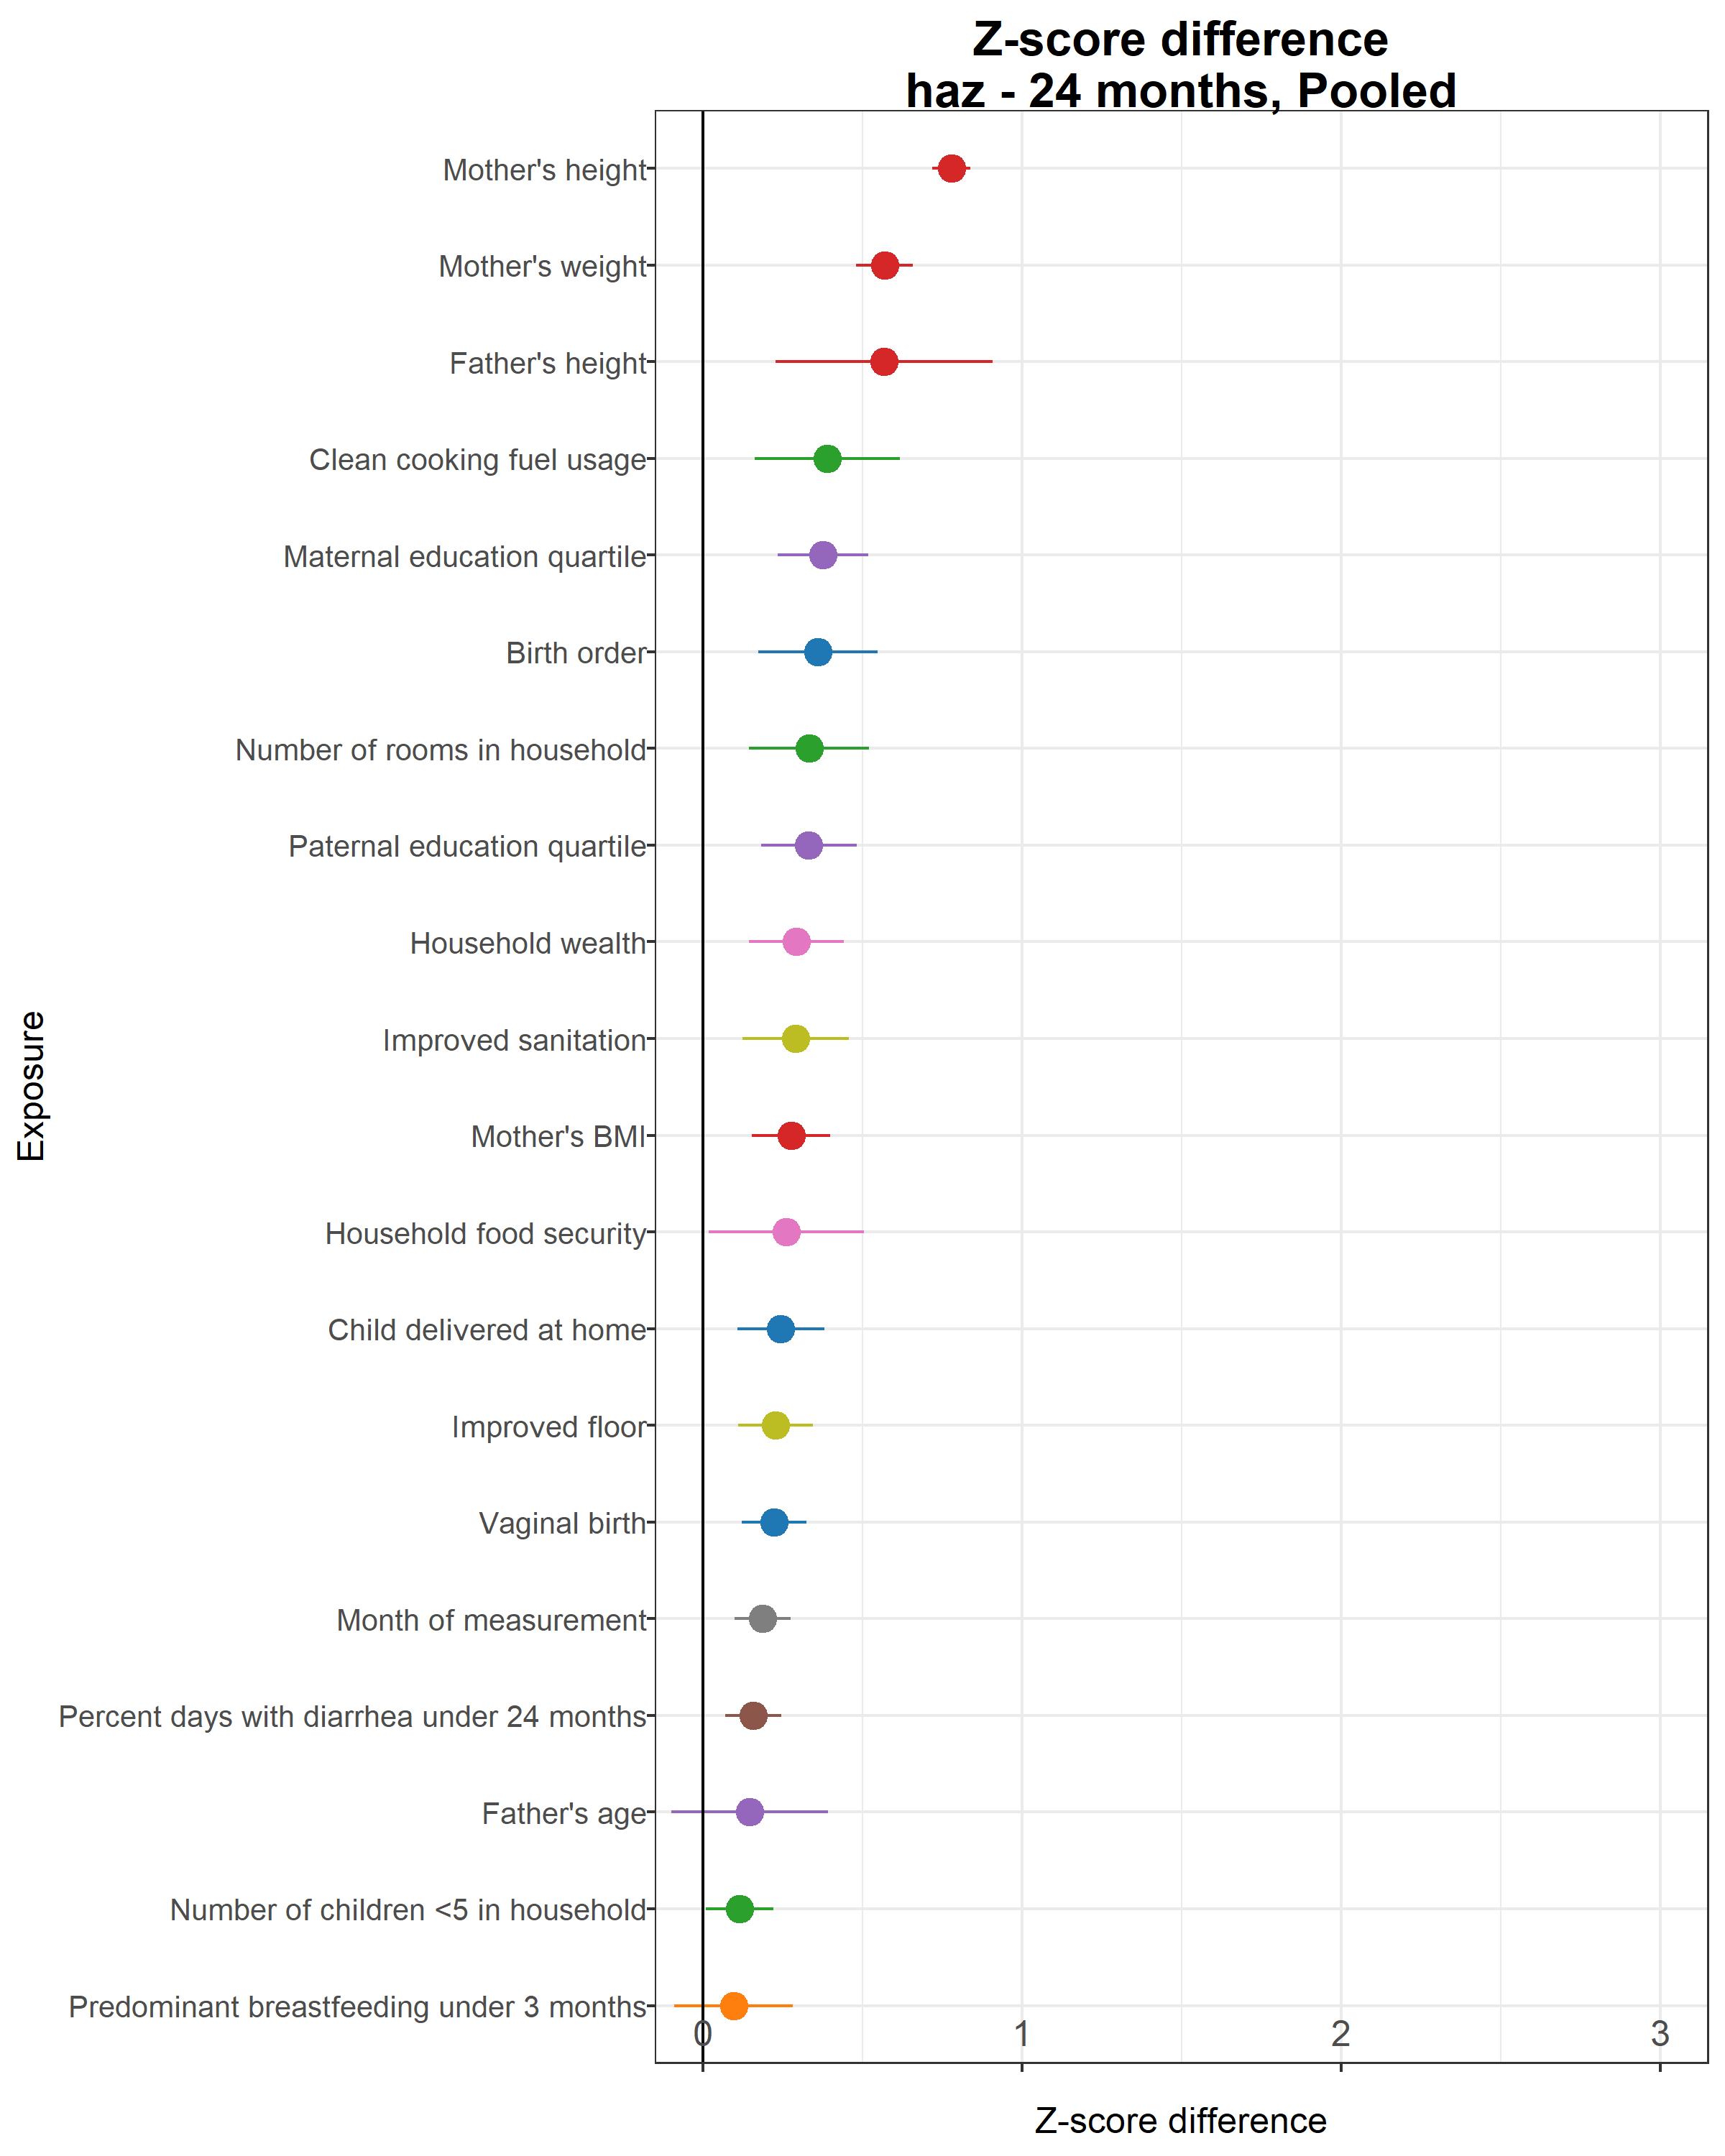 Z-score difference
haz - 24 months, Pooled
Mother's height
Mother's weight
Father's height
Clean cooking fuel usage
Maternal education quartile
Birth order
Number of rooms in household
Paternal education quartile
Household wealth
Improved sanitation
Mother's BMI
Household food security
Child delivered at home
Improved floor
Vaginal birth
Month of measurement
Percent days with diarrhea under 24 months
Father's age
Number of children <5 in household
Predominant breastfeeding under 3 months
Exposure
0 1 2 3
Z-score difference